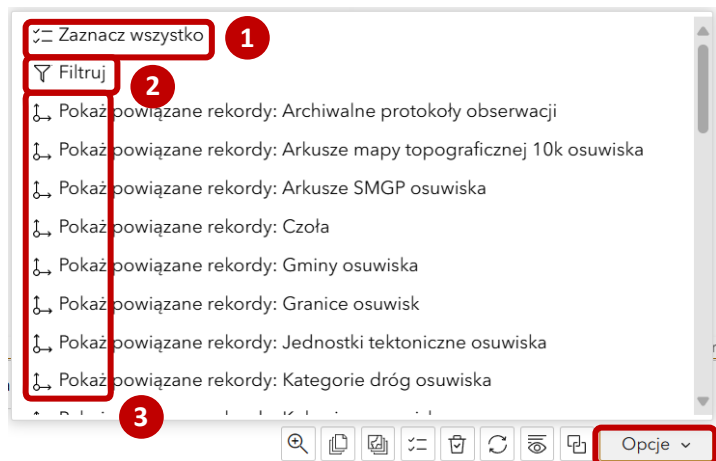 Zaznacz wszystko
1
Filtruj
2
Pokaż powiązane rekordy: Archiwalne protokoły obserwacji
Pokaż powiązane rekordy: Arkusze mapy topograficznej 10k osuwiska
Pokaż powiązane rekordy: Arkusze SMGP osuwiska
Pokaż powiązane rekordy: Czoła
Pokaż powiązane rekordy: Gminy osuwiska
Pokaż powiązane rekordy: Granice osuwisk
Pokaż powiązane rekordy: Jednostki tektoniczne osuwiska
Pokaż powiązane rekordy: Kategorie dróg osuwiska
3
Opcje